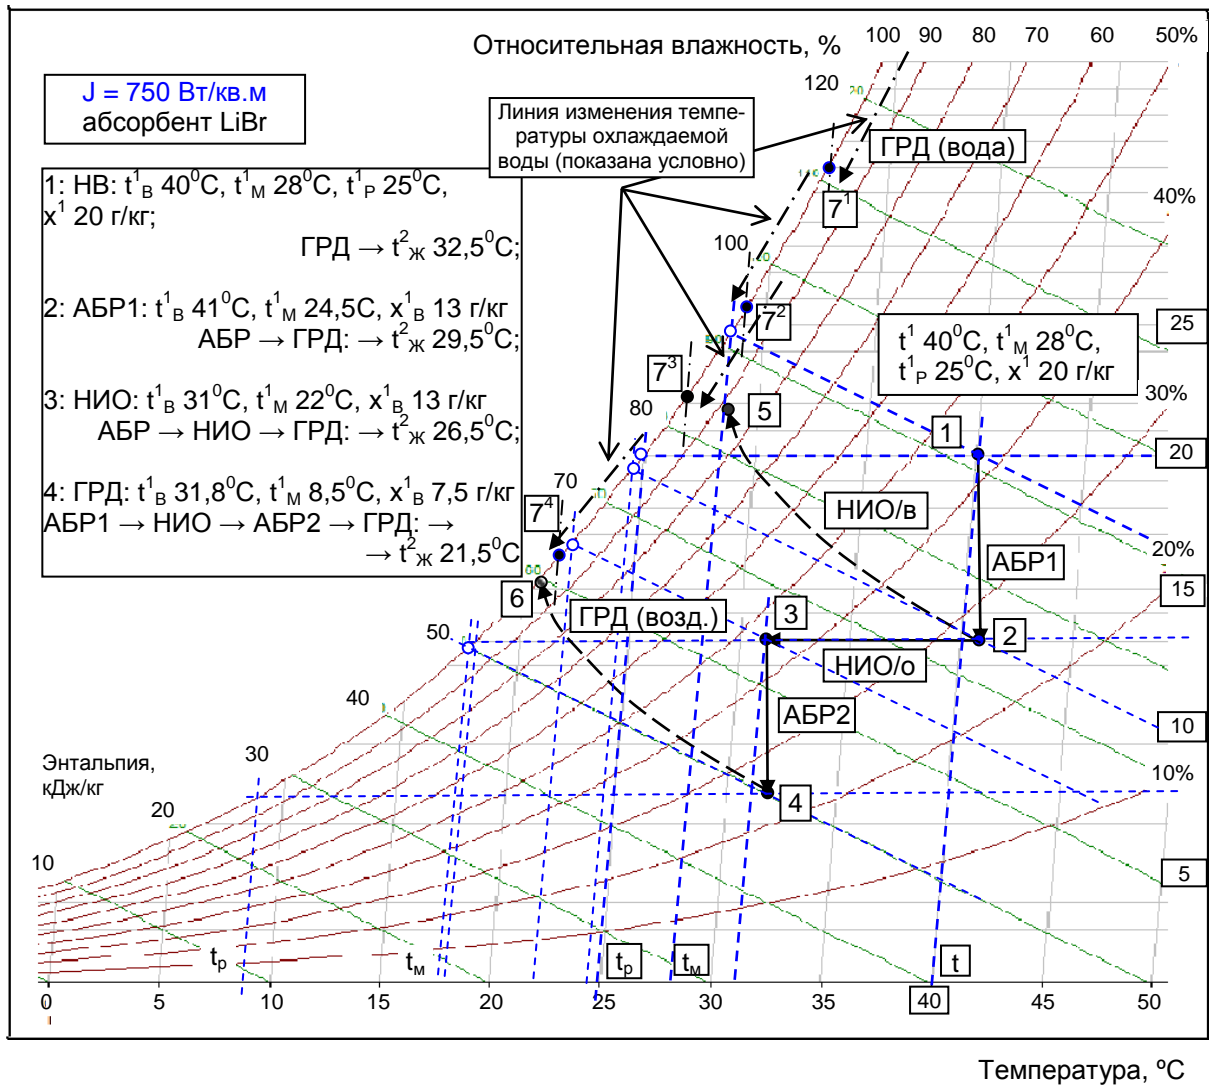 Относительная влажность, %
100 90 80 70 60 50%
J = 750 Вт/кв.м
абсорбент LiBr
120
20
Линия изменения темпе-
ратуры охлаждаемой
воды (показана условно)
ГРД (вода)
1: НВ: t¹В 40⁰С, t¹М 28⁰С, t¹Р 25⁰С,
х¹ 20 г/кг;
ГРД → t²Ж 32,5⁰С;
2: АБР1: t¹В 41⁰С, t¹М 24,5С, х¹В 13 г/кг
АБР → ГРД: → t²Ж 29,5⁰С;
3: НИО: t¹В 31⁰С, t¹М 22⁰С, х¹В 13 г/кг
АБР → НИО → ГРД: → t²Ж 26,5⁰С;
4: ГРД: t¹В 31,8⁰С, t¹М 8,5⁰С, х¹В 7,5 г/кг
АБР1 → НИО → АБР2 → ГРД: →
→ t²Ж 21,5⁰С
7¹
40%
100
7²
25
t¹ 40⁰С, t¹М 28⁰С,
t¹Р 25⁰С, х¹ 20 г/кг
7³
30%
80
5
1
20
70
7⁴
НИО/в
20%
АБР1
15
6
ГРД (возд.)
3
50
2
НИО/о
40
АБР2
10
Энтальпия,
кДж/кг
30
10%
20
4
10
5
tр
tм
tр
tм
t
0 5 10 15 20 25 30 35 40 45 50
Температура, ºС